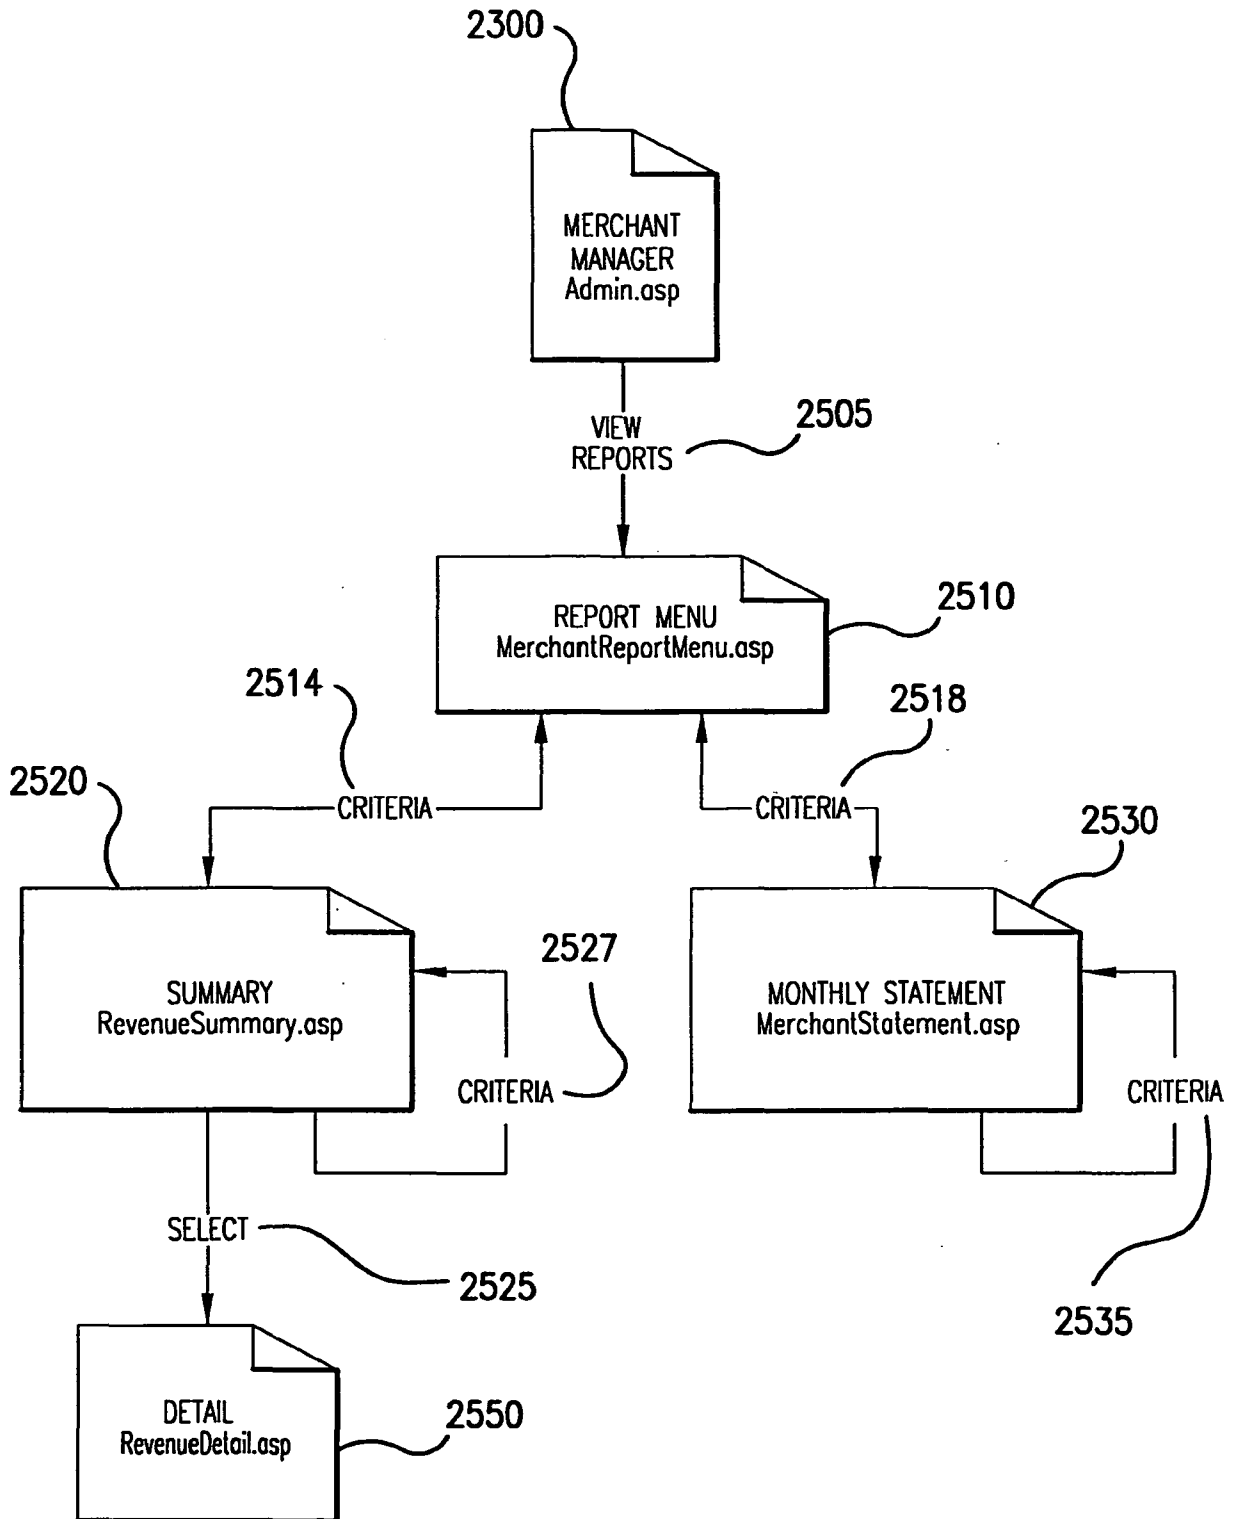 2300
MERCHANT
MANAGER
Admin.asp
VIEW
REPORTS
2505
REPORT MENU
MerchantReportMenu.asp
2510
2514
2518
CRITERIA
CRITERIA
2520
2530
SUMMARY
RevenueSummary.asp
2527
CRITERIA
MONTHLY STATEMENT
MerchantStatement.asp
CRITERIA
SELECT
2525
2535
DETAIL
RevenueDetail.asp
2550